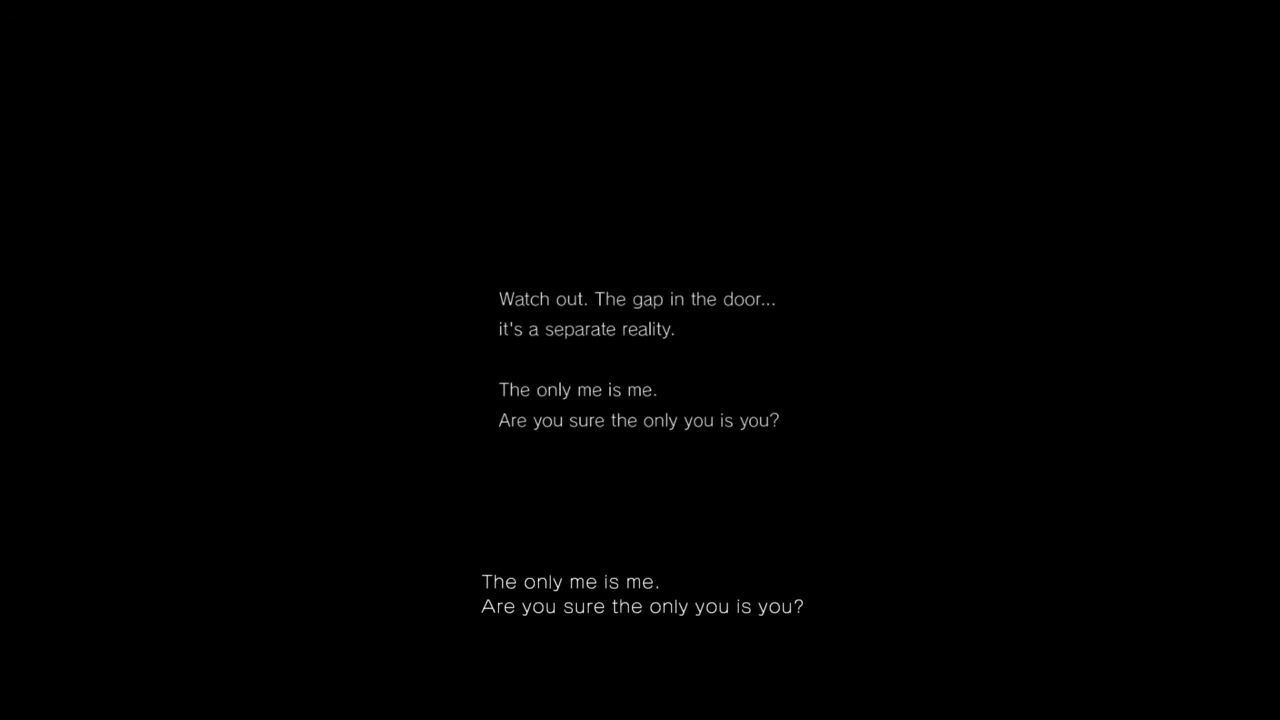 Watch out. The gap in the door...
it's a separate reality.
The only me is me.
Are you sure the only you is you?
The only me is me.
Are you sure the only you is you?